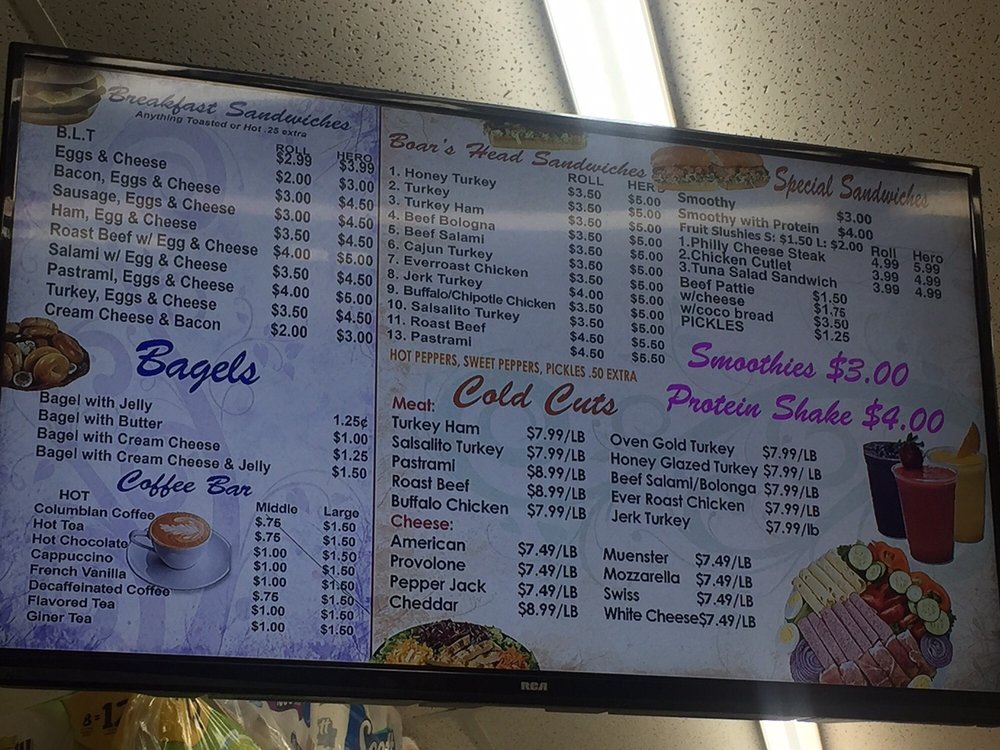 Breakfast Sandwiches
Anything Toasted or Hot .25 extra
ROLL HERO
B.L.T $2.99 $3.99
Eggs & Cheese $2.00 $3.00
Bacon, Eggs & Cheese $3.00 $4.50
Sausage, Eggs & Cheese $3.00 $4.50
Ham, Egg & Cheese $3.50 $4.50
Roast Beef w/ Egg & Cheese $4.00 $5.00
Salami w/ Egg & Cheese $3.50 $4.50
Pastrami, Eggs & Cheese $4.00 $5.00
Turkey, Eggs & Cheese $3.50 $4.50
Cream Cheese & Bacon $2.00 $3.00
Bagels
Bagel with Jelly 1.25¢
Bagel with Butter $1.00
Bagel with Cream Cheese $1.25
Bagel with Cream Cheese & Jelly $1.50
Coffee Bar
HOT Middle Large
Columbian Coffee $.75 $1.50
Hot Tea $.75 $1.50
Hot Chocolate $1.00 $1.50
Cappuccino $1.00 $1.50
French Vanilla $1.00 $1.50
Decaffeinated Coffee $.75 $1.50
Flavored Tea $1.00 $1.50
Giner Tea $1.00 $1.50
Boar's Head Sandwiches
ROLL HERO
1. Honey Turkey $3.50 $5.00
2. Turkey $3.50 $5.00
3. Turkey Ham $3.50 $5.00
4. Beef Bologna $3.50 $5.00
5. Beef Salami $3.50 $5.00
6. Cajun Turkey $3.50 $5.00
7. Everroast Chicken $3.50 $5.00
8. Jerk Turkey $4.00 $5.00
9. Buffalo/Chipotle Chicken $3.50 $5.00
10. Salsalito Turkey $3.50 $5.50
11. Roast Beef $4.50 $5.50
13. Pastrami $4.50 $5.50
HOT PEPPERS, SWEET PEPPERS, PICKLES .50 EXTRA
Special Sandwiches
Smoothy $3.00
Smoothy with Protein $4.00
Fruit Slushies S: $1.50 L: $2.00 Roll Hero
1.Philly Cheese Steak 4.99 5.99
2.Chicken Cutlet 3.99 4.99
3.Tuna Salad Sandwich 3.99 4.99
Beef Pattie $1.50
w/cheese $1.75
w/coco bread $3.50
PICKLES $1.25
Smoothies $3.00
Protein Shake $4.00
Cold Cuts
Meat:
Turkey Ham $7.99/LB
Salsalito Turkey $7.99/LB
Pastrami $8.99/LB
Roast Beef $8.99/LB
Buffalo Chicken $7.99/LB
Oven Gold Turkey $7.99/LB
Honey Glazed Turkey $7.99/ LB
Beef Salami/Bolonga $7.99/LB
Ever Roast Chicken $7.99/LB
Jerk Turkey $7.99/lb
Cheese:
American $7.49/LB
Provolone $7.49/LB
Pepper Jack $7.49/LB
Cheddar $8.99/LB
Muenster $7.49/LB
Mozzarella $7.49/LB
Swiss $7.49/LB
White Cheese$7.49/LB
RCA